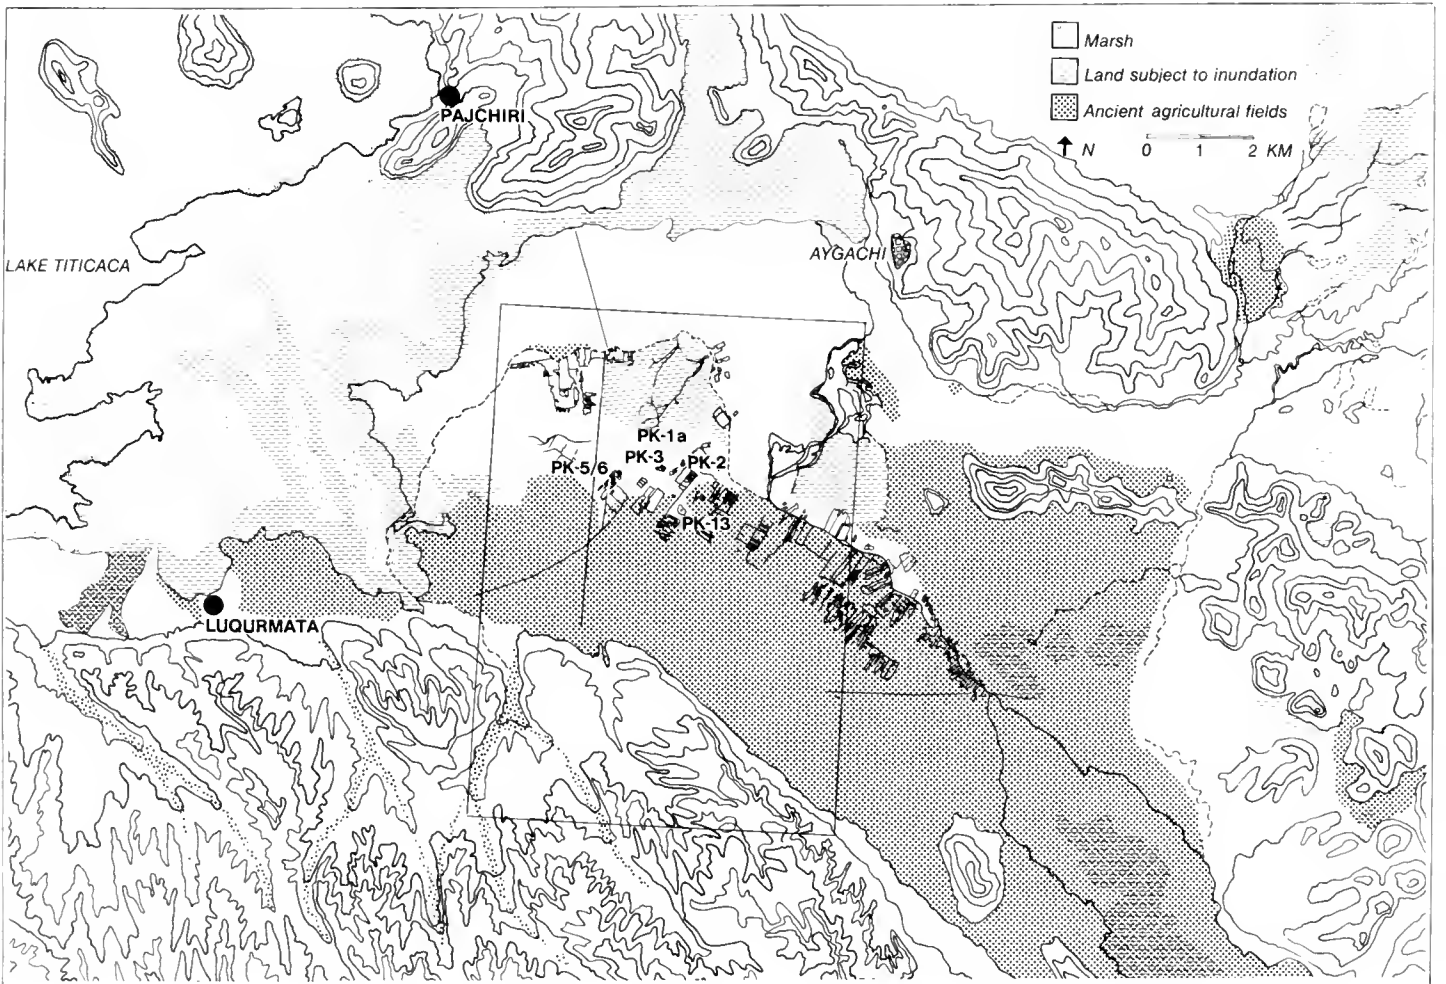 Marsh
Land subject to inundation
Ancient agricultural fields
N 0 1 2 KM
PAJCHIRI
AYGACHI
LAKE TITICACA
PK-1a
PK-3
PK-2
PK-5/6
PK-13
LUQURMATA